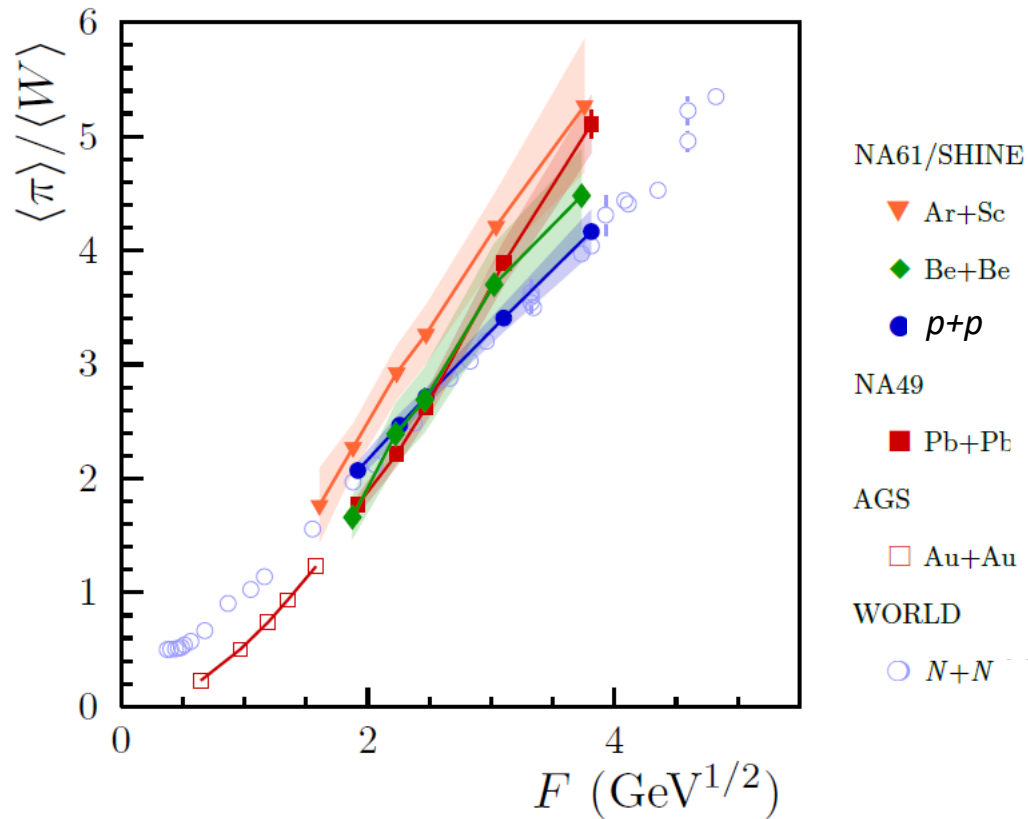 ⟨π⟩/⟨W⟩
6
5
4
3
2
1
0
0 2 4
F (GeV^{1/2})
NA61/SHINE
Ar+Sc
Be+Be
p+p
NA49
Pb+Pb
AGS
Au+Au
WORLD
N+N